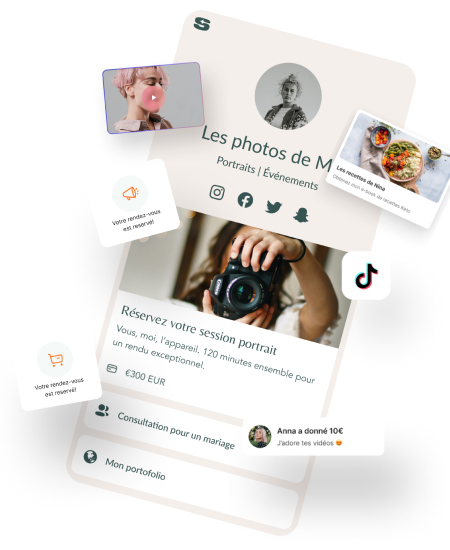 Les photos de M
Portraits | Événements
Les recettes de Nina
Obtenez mon e-book de recettes Keto
Votre rendez-vous
est reservé!
Réservez votre session portrait
Vous, moi, l'appareil. 120 minutes ensemble pour
un rendu exceptionnel.
€300 EUR
Votre rendez-vous
est reservé!
Consultation pour un mariage
Anna a donné 10€
J'adore tes vidéos 😍
Mon portofolio